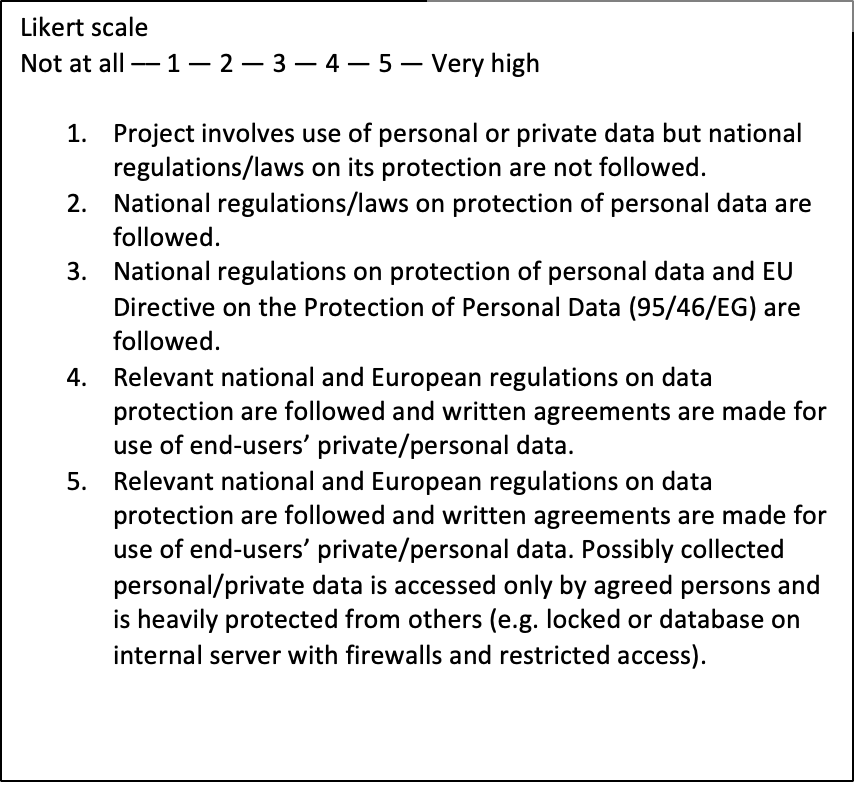 Likert scale
Not at all –– 1 — 2 — 3 — 4 — 5 — Very high
1. Project involves use of personal or private data but national
regulations/laws on its protection are not followed.
2. National regulations/laws on protection of personal data are
followed.
3. National regulations on protection of personal data and EU
Directive on the Protection of Personal Data (95/46/EG) are
followed.
4. Relevant national and European regulations on data
protection are followed and written agreements are made for
use of end-users’ private/personal data.
5. Relevant national and European regulations on data
protection are followed and written agreements are made for
use of end-users’ private/personal data. Possibly collected
personal/private data is accessed only by agreed persons and
is heavily protected from others (e.g. locked or database on
internal server with firewalls and restricted access).